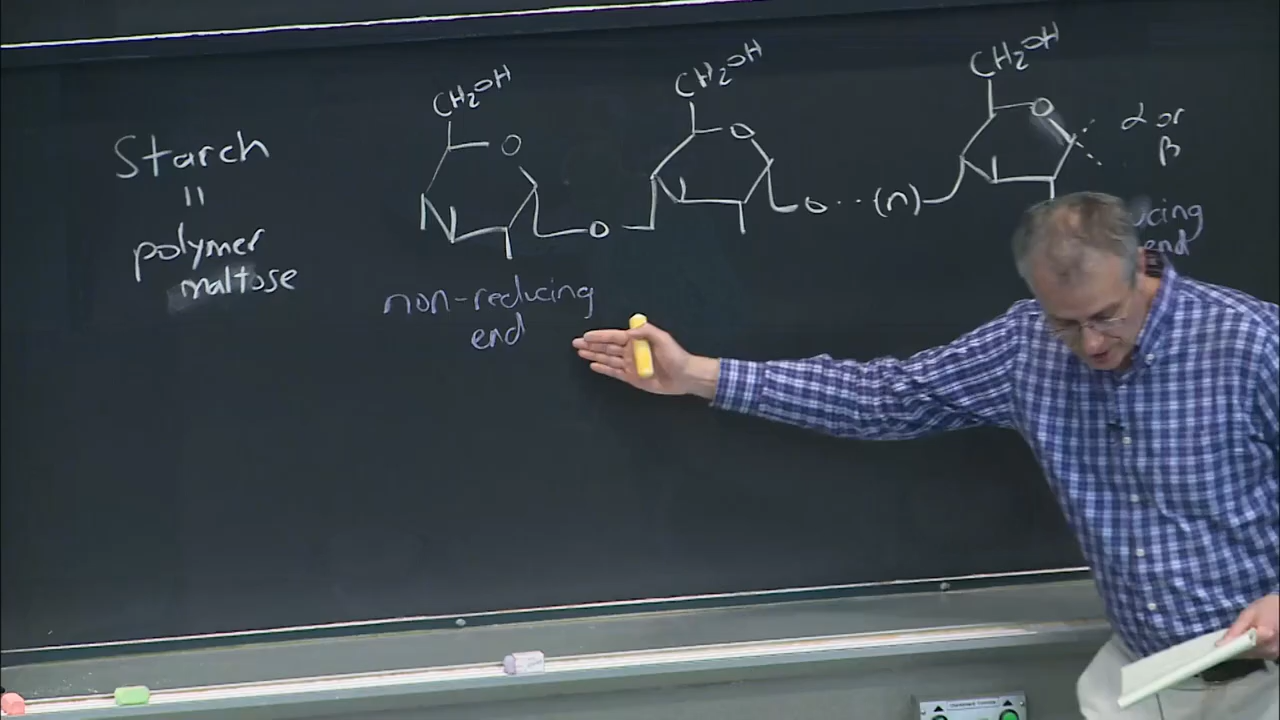 Starch
=
polymer
maltose
CH2OH
O
O
CH2OH
O
O ·· (n)
CH2OH
O
α or
β
non-reducing
end
ucing
end